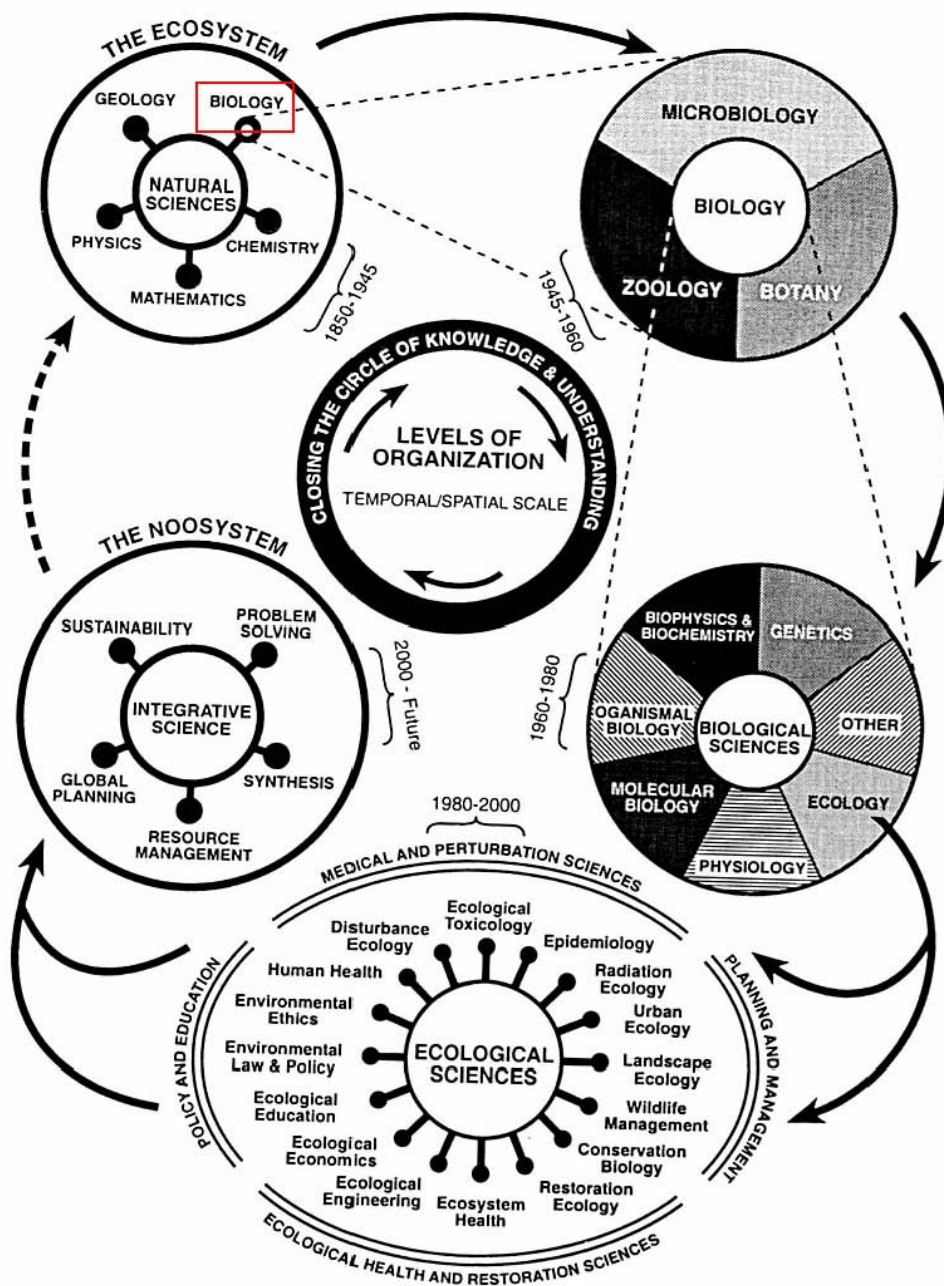 THE ECOSYSTEM
GEOLOGY
BIOLOGY
NATURAL
SCIENCES
PHYSICS
CHEMISTRY
MATHEMATICS
1850-1945
MICROBIOLOGY
BIOLOGY
ZOOLOGY
BOTANY
1945-1960
CLOSING THE CIRCLE OF KNOWLEDGE & UNDERSTANDING
LEVELS OF
ORGANIZATION
TEMPORAL/SPATIAL SCALE
THE NOOSYSTEM
SUSTAINABILITY
PROBLEM
SOLVING
INTEGRATIVE
SCIENCE
GLOBAL
PLANNING
SYNTHESIS
RESOURCE
MANAGEMENT
2000 - Future
1960-1980
BIOPHYSICS &
BIOCHEMISTRY
GENETICS
OGANISMAL
BIOLOGY
BIOLOGICAL
SCIENCES
OTHER
MOLECULAR
BIOLOGY
ECOLOGY
PHYSIOLOGY
1980-2000
MEDICAL AND PERTURBATION SCIENCES
POLICY AND EDUCATION
PLANNING AND MANAGEMENT
Disturbance
Ecology
Ecological
Toxicology
Epidemiology
Human Health
Radiation
Ecology
Environmental
Ethics
Urban
Ecology
Environmental
Law & Policy
ECOLOGICAL
SCIENCES
Landscape
Ecology
Ecological
Education
Wildlife
Management
Ecological
Economics
Conservation
Biology
Ecological
Engineering
Ecosystem
Health
Restoration
Ecology
ECOLOGICAL HEALTH AND RESTORATION SCIENCES